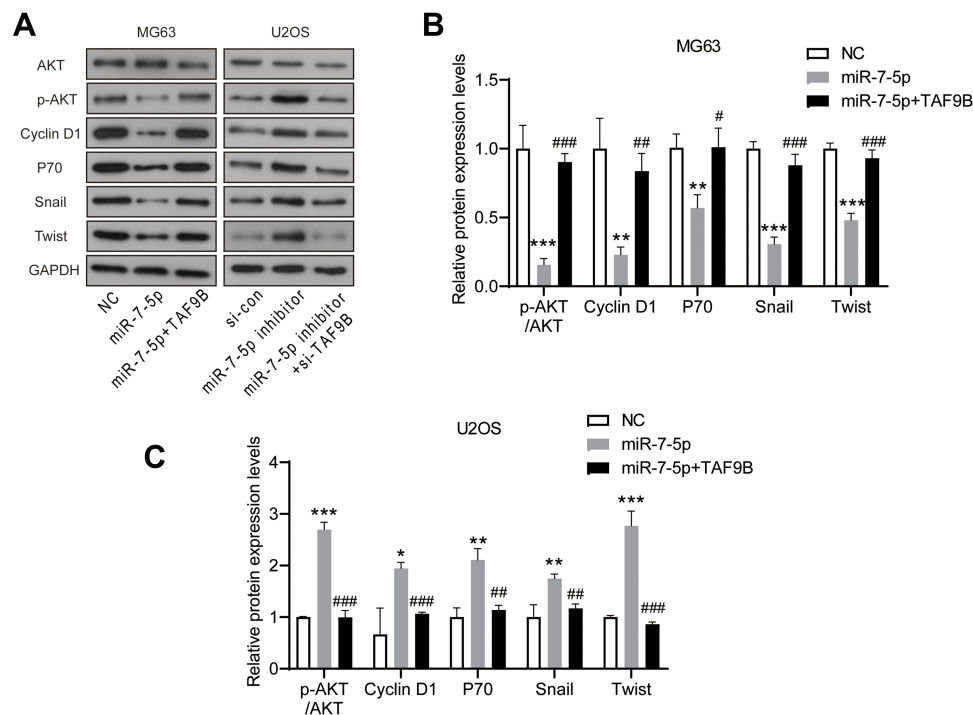 A
MG63
U2OS
AKT
p-AKT
Cyclin D1
P70
Snail
Twist
GAPDH
NC
miR-7-5p
miR-7-5p+TAF9B
si-con
miR-7-5p inhibitor
miR-7-5p inhibitor
+si-TAF9B
B
MG63
NC
miR-7-5p
miR-7-5p+TAF9B
Relative protein expression levels
1.5
1.0
0.5
0.0
*** ###
** ##
** #
*** ###
*** ###
p-AKT
/AKT
Cyclin D1
P70
Snail
Twist
C
U2OS
NC
miR-7-5p
miR-7-5p+TAF9B
Relative protein expression levels
4
3
2
1
0
*** ###
* ###
** ##
** ##
*** ###
p-AKT
/AKT
Cyclin D1
P70
Snail
Twist